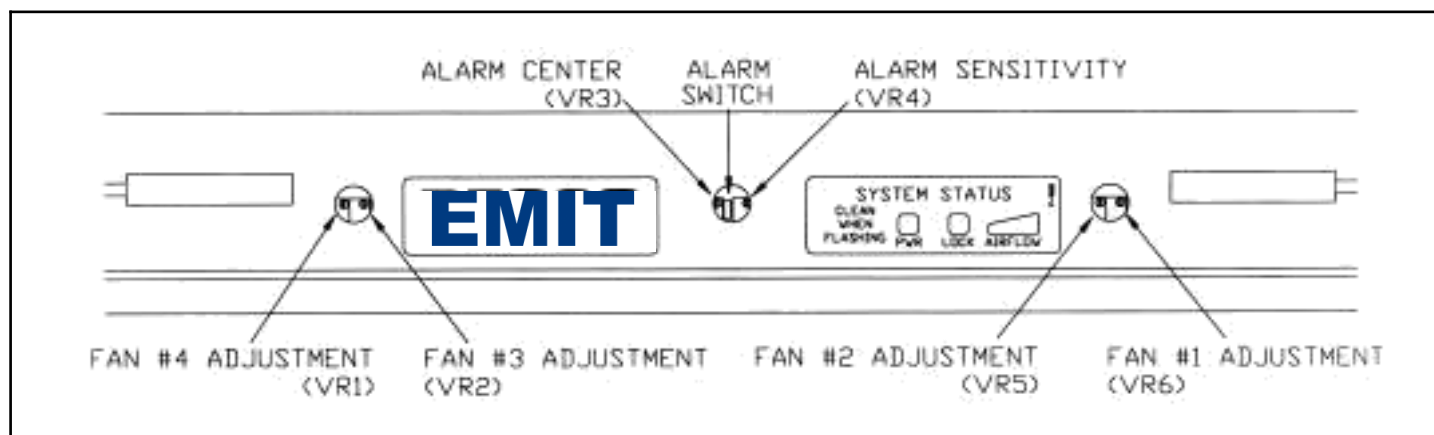 ALARM CENTER
(VR3)
ALARM
SWITCH
ALARM SENSITIVITY
(VR4)
EMIT
SYSTEM STATUS
CLEAN
WHEN
FLASHING
PWR
LOCK
AIRFLOW
FAN #4 ADJUSTMENT
(VR1)
FAN #3 ADJUSTMENT
(VR2)
FAN #2 ADJUSTMENT
(VR5)
FAN #1 ADJUSTMENT
(VR6)